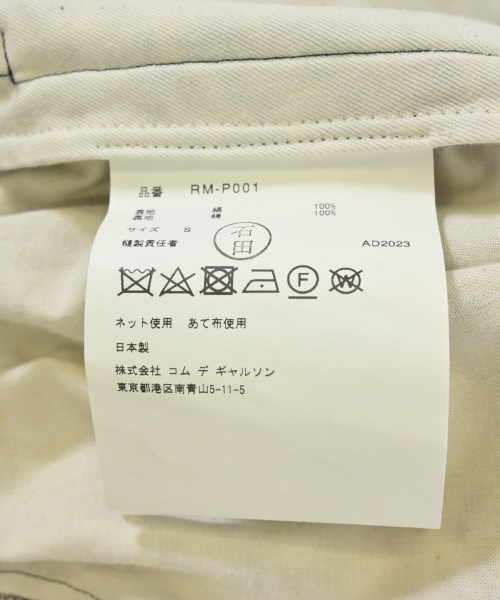 品番 RM-P001
表地 綿 100%
裏地 綿 100%
サイズ S
縫製責任者 石田 AD2023
F W
ネット使用 あて布使用
日本製
株式会社 コム デ ギャルソン
東京都港区南青山5-11-5